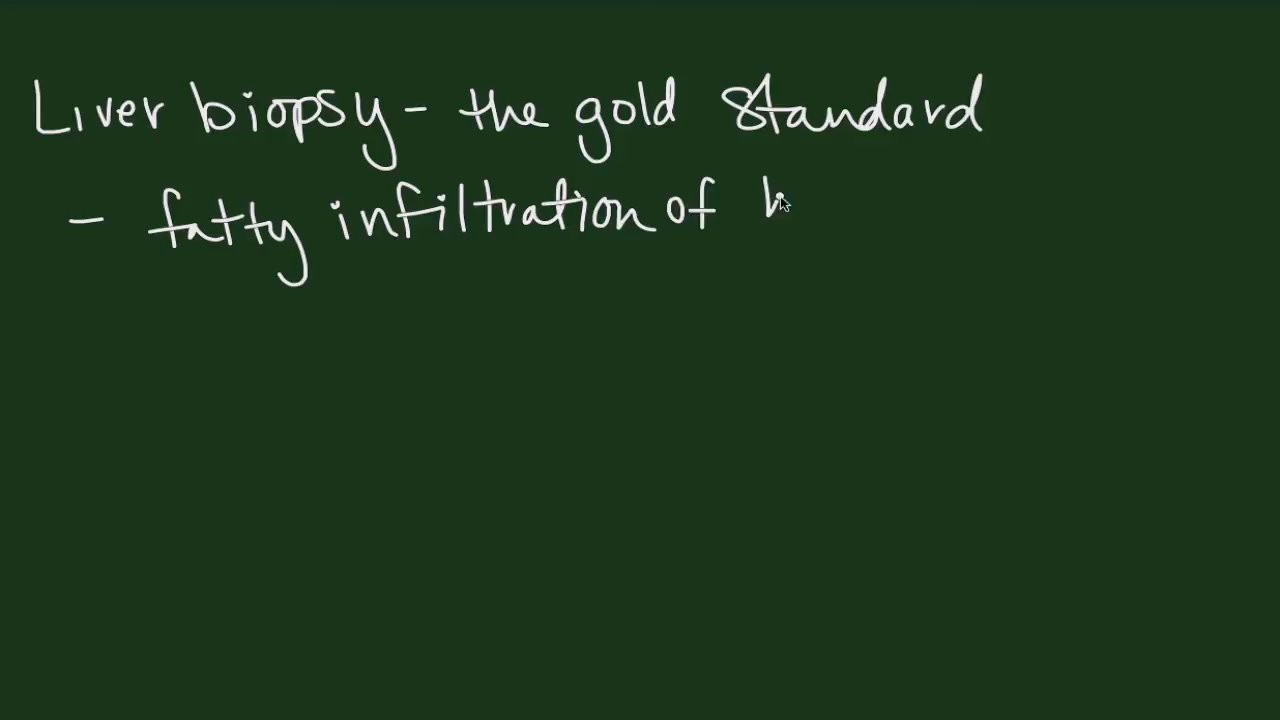 Liver biopsy - the gold standard
- fatty infiltration of